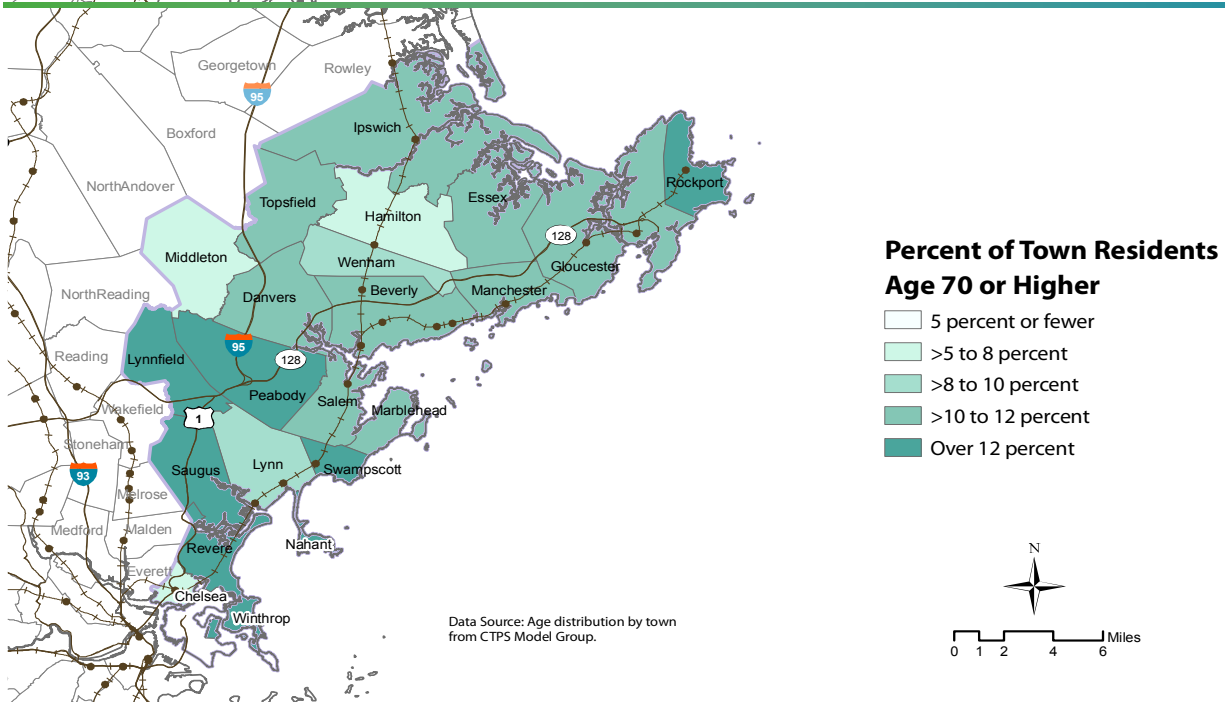 Georgetown
Rowley
95
Boxford
Ipswich
NorthAndover
Rockport
Topsfield
Essex
Hamilton
128
Middleton
Wenham
Gloucester
NorthReading
Danvers
Beverly
Manchester
95
Reading
Lynnfield
128
Peabody
Salem
Marblehead
Wakefield
1
Stoneham
93
Saugus
Lynn
Swampscott
Melrose
Medford
Malden
Revere
Nahant
Everett
Chelsea
Winthrop
Data Source: Age distribution by town
from CTPS Model Group.
Percent of Town Residents
Age 70 or Higher
5 percent or fewer
>5 to 8 percent
>8 to 10 percent
>10 to 12 percent
Over 12 percent
N
Miles
0 1 2 4 6